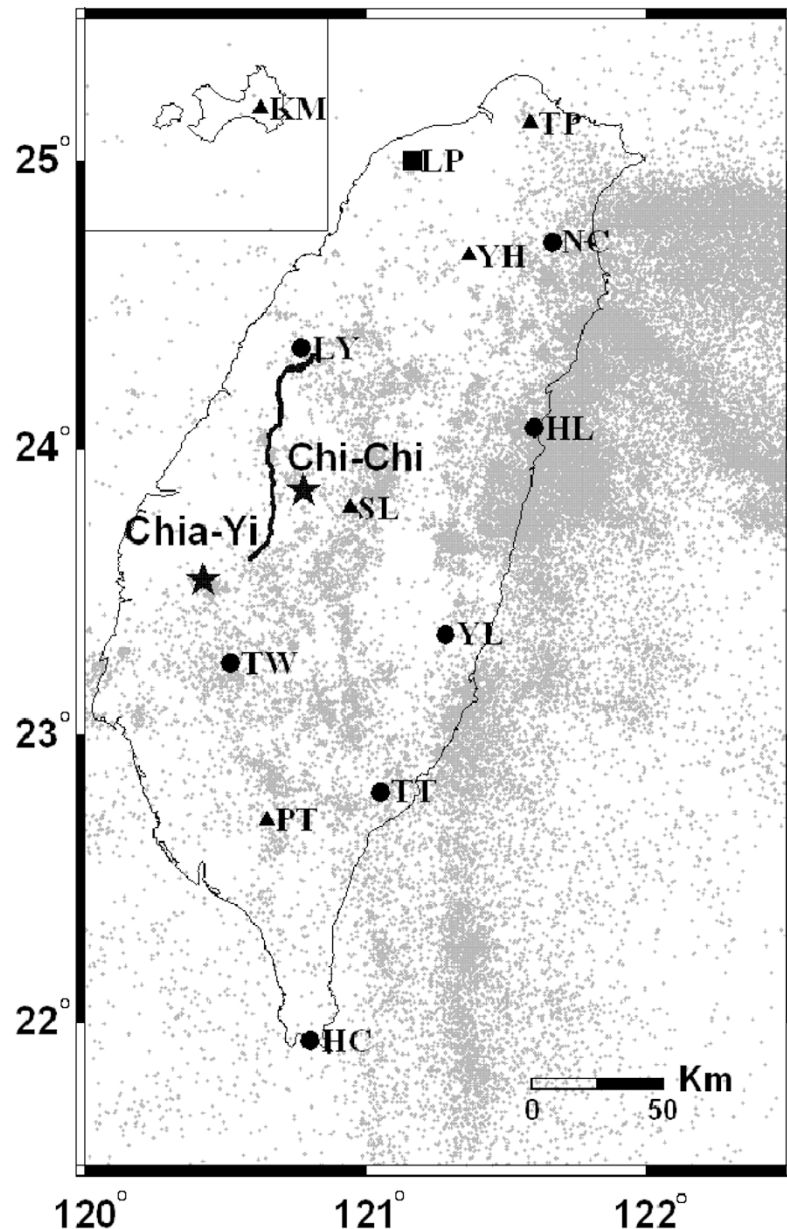 KM
TP
25°
LP
NC
YH
LY
HL
24°
Chi-Chi
SL
Chia-Yi
YL
TW
23°
TT
PT
22°
HC
Km
0 50
120° 121° 122°